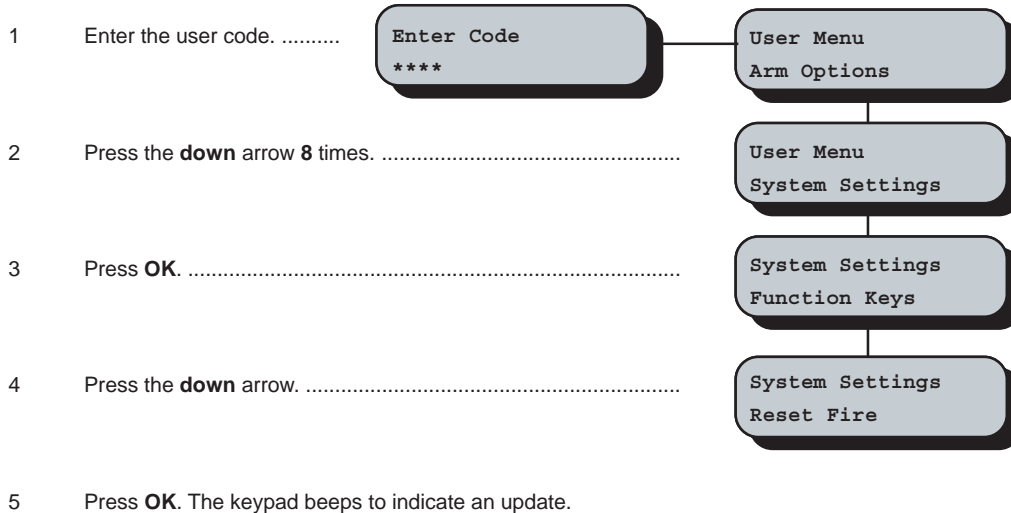 1 Enter the user code. ..........
Enter Code
****
User Menu
Arm Options
2 Press the down arrow 8 times. ...................................................
User Menu
System Settings
3 Press OK. ....................................................................................
System Settings
Function Keys
4 Press the down arrow. ................................................................
System Settings
Reset Fire
5 Press OK. The keypad beeps to indicate an update.